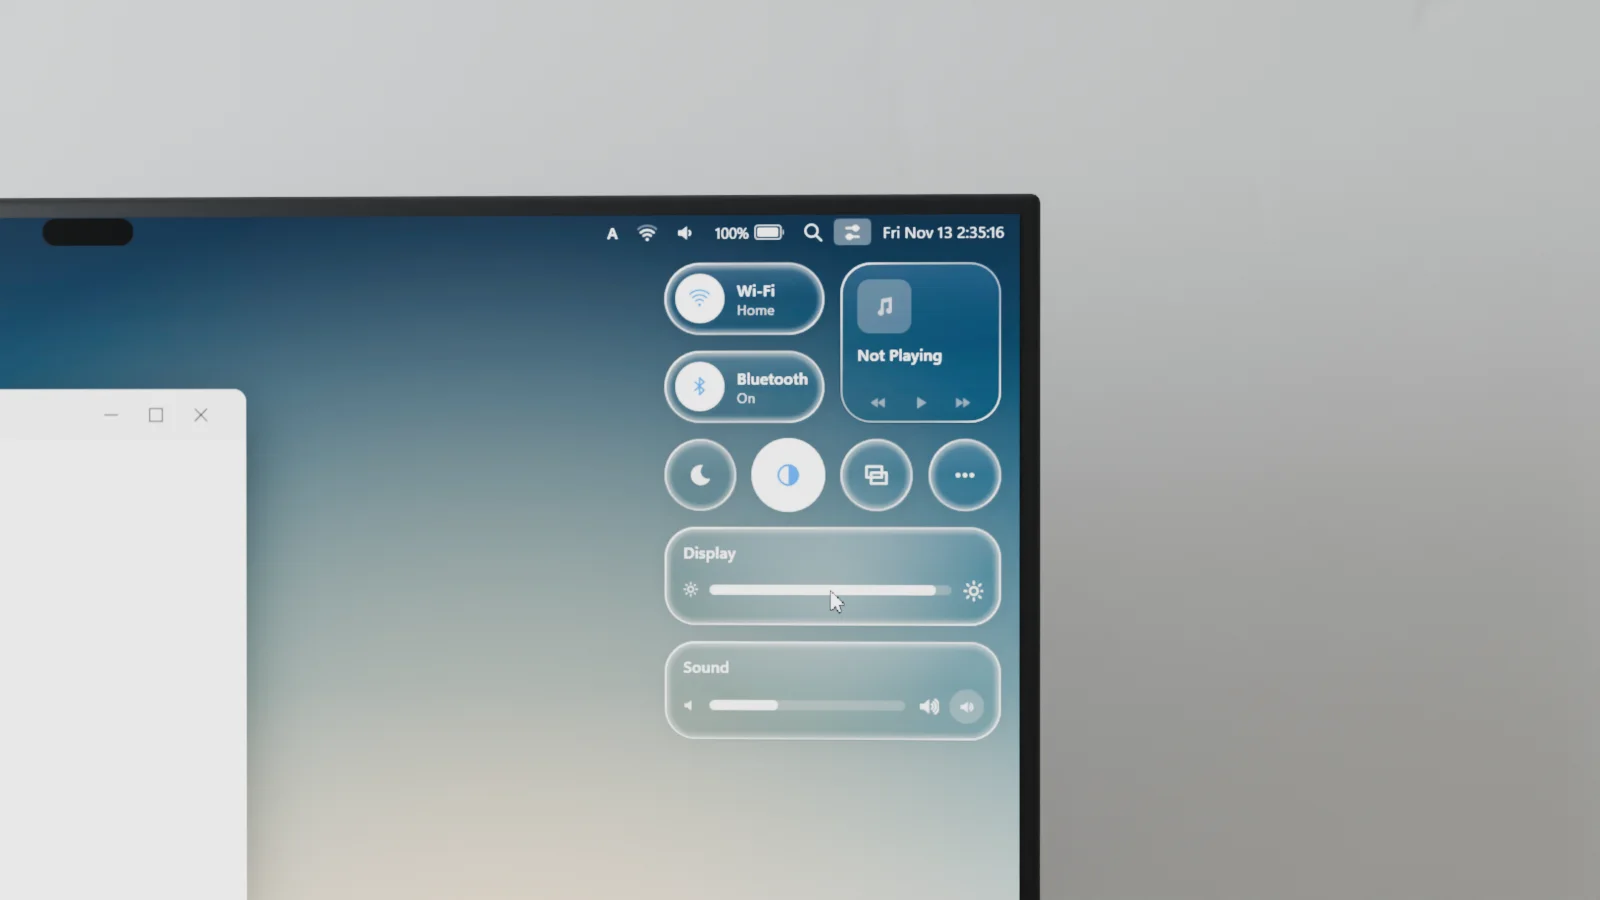 A 100% Fri Nov 13 2:35:16
Wi-Fi
Home
Not Playing
Bluetooth
On
Display
Sound